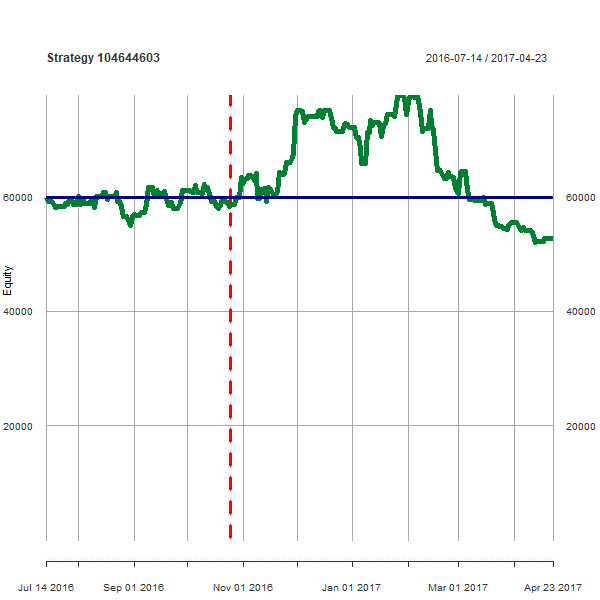 Strategy 104644603
2016-07-14 / 2017-04-23
Equity
60000
60000
40000
40000
20000
20000
Jul 14 2016
Sep 01 2016
Nov 01 2016
Jan 01 2017
Mar 01 2017
Apr 23 2017